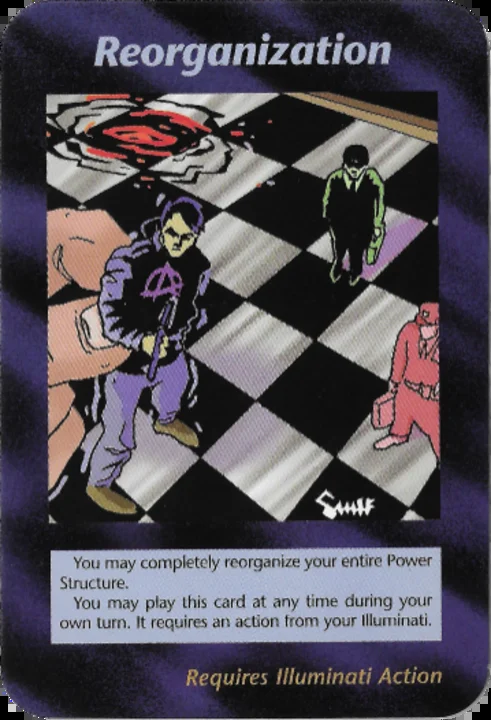 Reorganization
You may completely reorganize your entire Power
Structure.
You may play this card at any time during your
own turn. It requires an action from your Illuminati.
Requires Illuminati Action